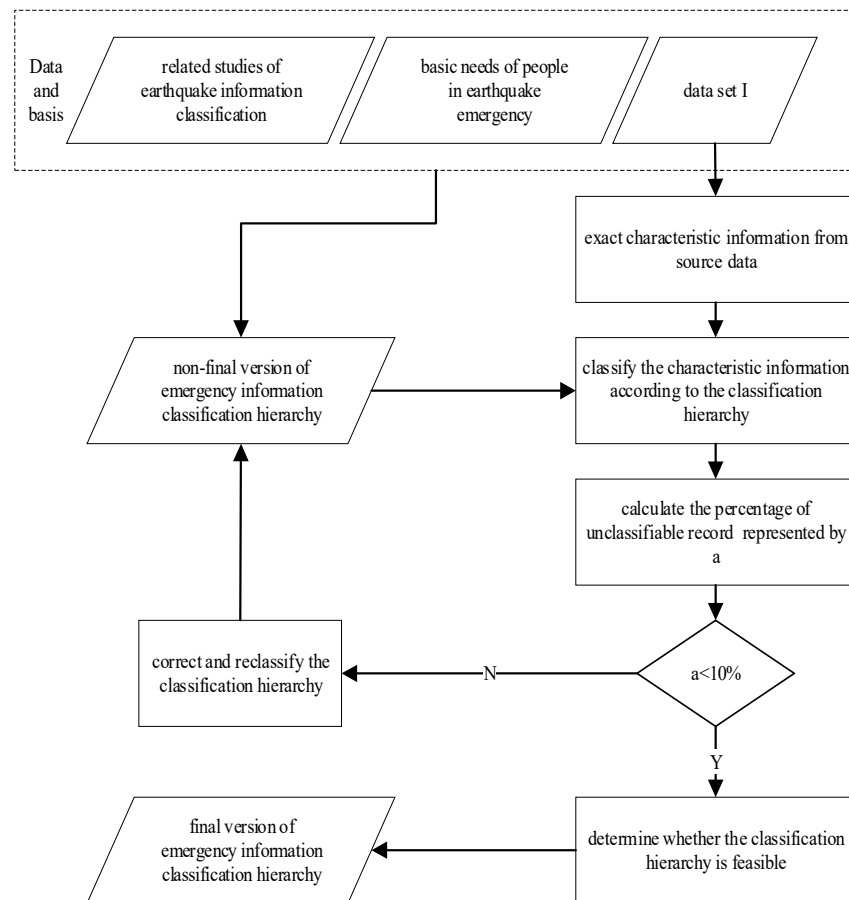 Data
and
basis
related studies of
earthquake information
classification
basic needs of people
in earthquake
emergency
data set I
exact characteristic information from
source data
non-final version of
emergency information
classification hierarchy
classify the characteristic information
according to the classification
hierarchy
calculate the percentage of
unclassifiable record represented by
a
correct and reclassify the
classification hierarchy
N
a<10%
Y
final version of
emergency information
classification hierarchy
determine whether the classification
hierarchy is feasible